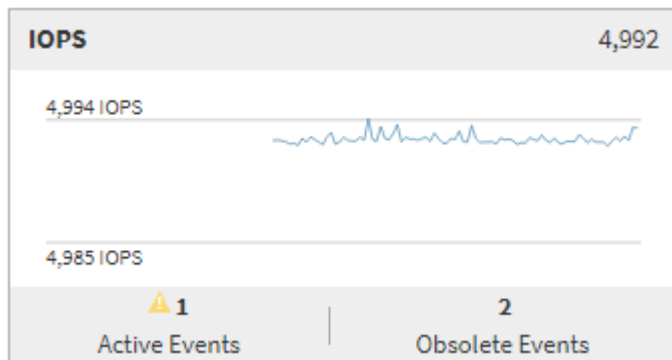 IOPS 4,992
4,994 IOPS
4,985 IOPS
1 2
Active Events Obsolete Events